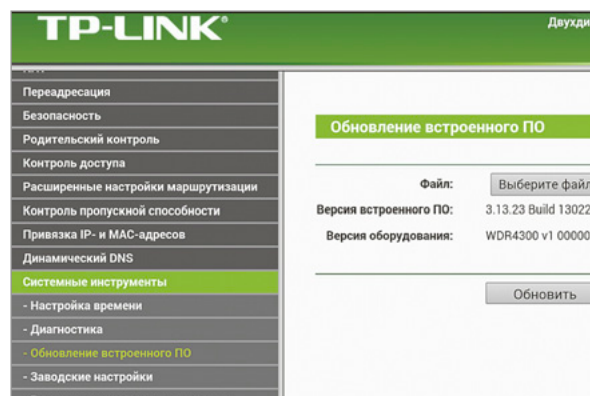 TP-LINK®
Двухди
Переадресация
Безопасность
Родительский контроль
Контроль доступа
Расширенные настройки маршрутизации
Контроль пропускной способности
Привязка IP- и MAC-адресов
Динамический DNS
Системные инструменты
- Настройка времени
- Диагностика
- Обновление встроенного ПО
- Заводские настройки
Обновление встроенного ПО
Файл: Выберите файл
Версия встроенного ПО: 3.13.23 Build 13022
Версия оборудования: WDR4300 v1 00000
Обновить